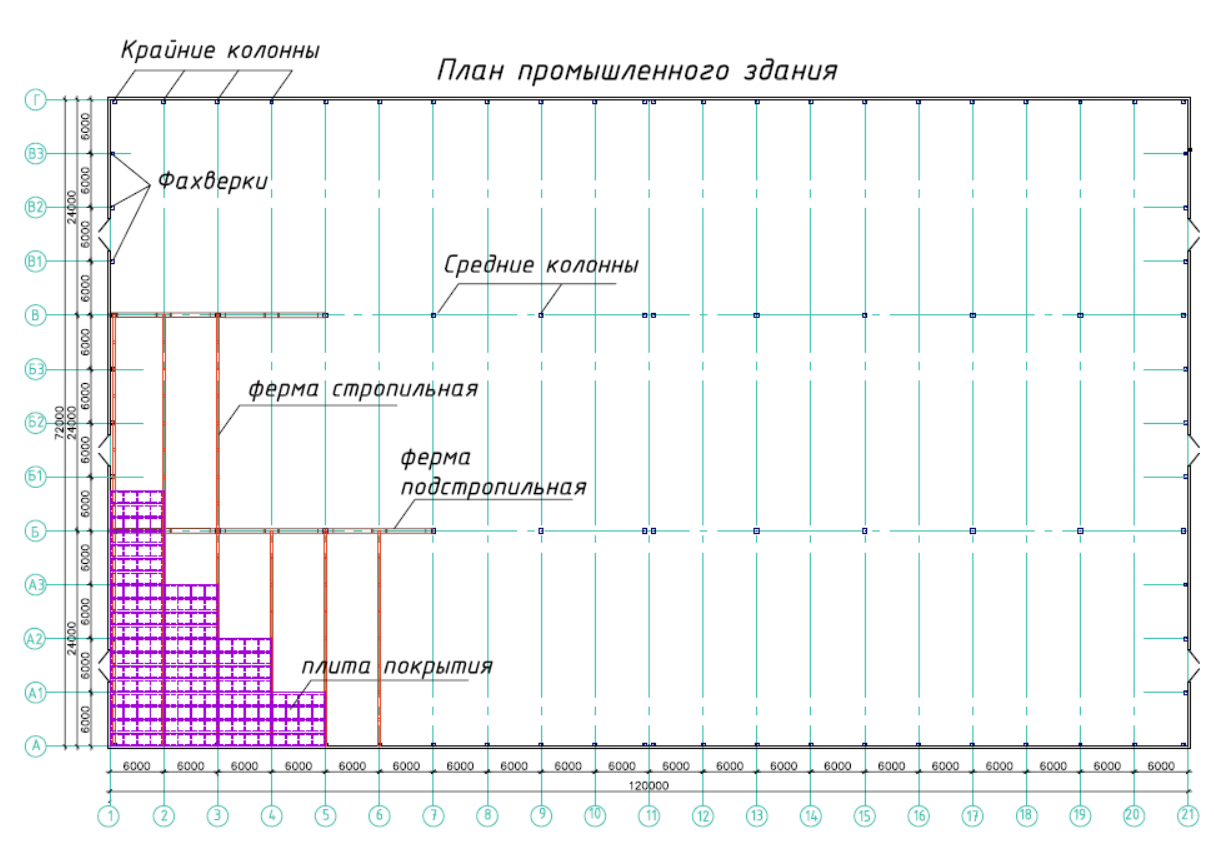 Крайние колонны
План промышленного здания
Г
6000
В3
6000
Фахверки
24000
В2
6000
В1
Средние колонны
6000
В
6000
Б3
ферма стропильная
6000
72000
24000
Б2
6000
ферма
подстропильная
Б1
6000
Б
6000
А3
6000
24000
А2
плита покрытия
6000
А1
6000
А
6000 6000 6000 6000 6000 6000 6000 6000 6000 6000 6000 6000 6000 6000 6000 6000 6000 6000 6000 6000
120000
1 2 3 4 5 6 7 8 9 10 11 12 13 14 15 16 17 18 19 20 21